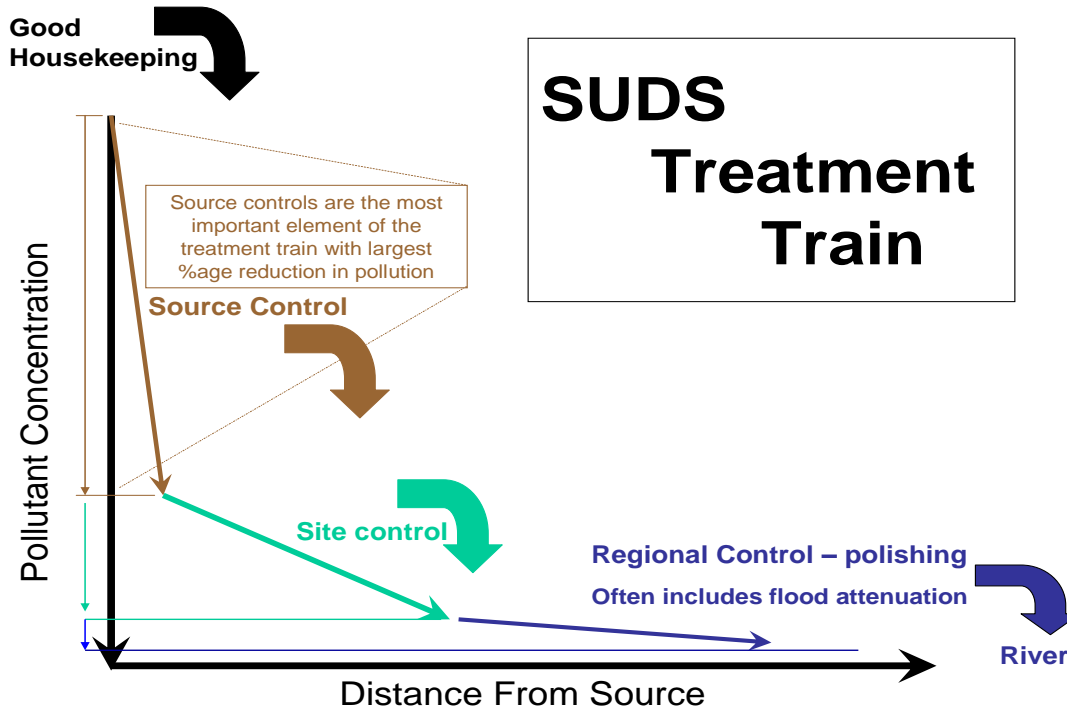 Good
Housekeeping
SUDS
Treatment
Train
Source controls are the most
important element of the
treatment train with largest
%age reduction in pollution
Source Control
Pollutant Concentration
Site control
Regional Control – polishing
Often includes flood attenuation
River
Distance From Source